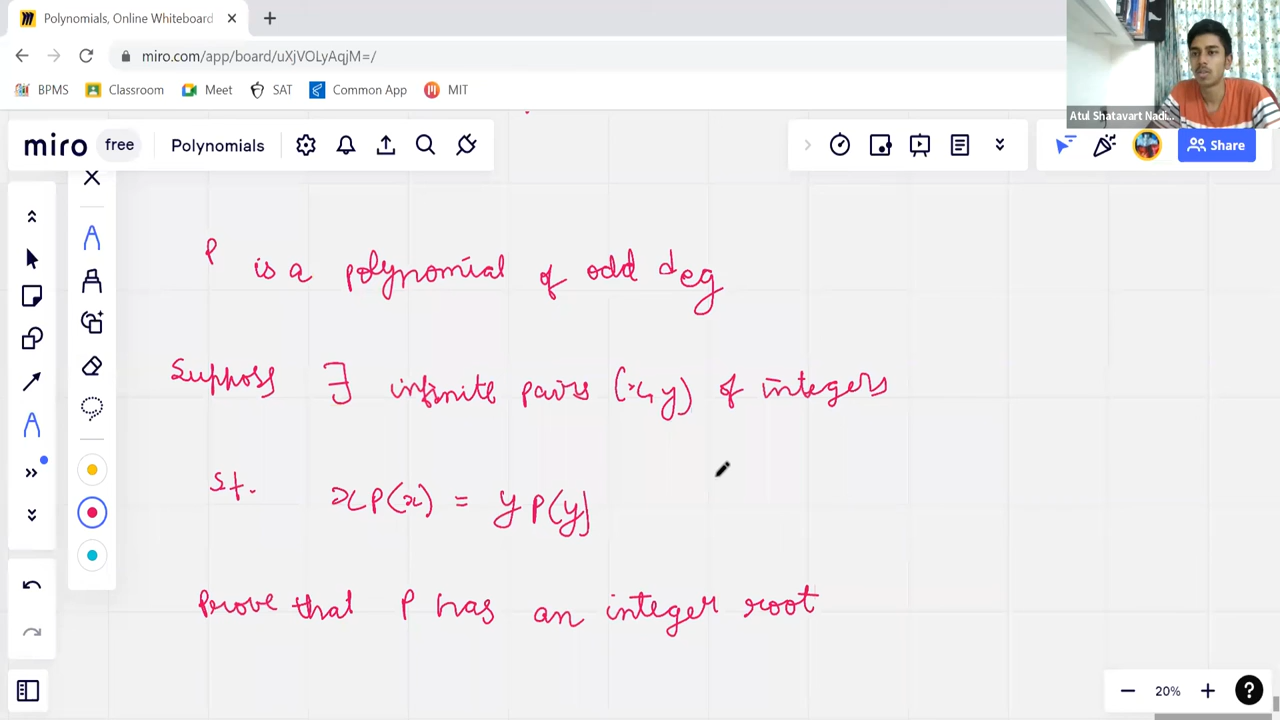 Polynomials, Online Whiteboard
miro.com/app/board/uXjVOLyAqjM=/
BPMS Classroom Meet SAT Common App MIT
Atul Shatavart Nadi...
miro free Polynomials
Share
P is a polynomial of odd deg
Suppose ∃ infinite pairs (x, y) of integers
St. xP(x) = yP(y)
Prove that P has an integer root
20%